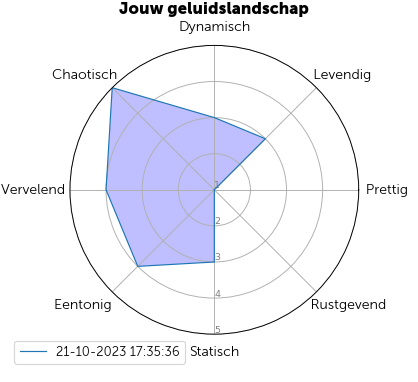 Jouw geluidslandschap
Dynamisch
Chaotisch
Levendig
Vervelend
1
Prettig
2
3
4
Eentonig
Rustgevend
5
21-10-2023 17:35:36
Statisch